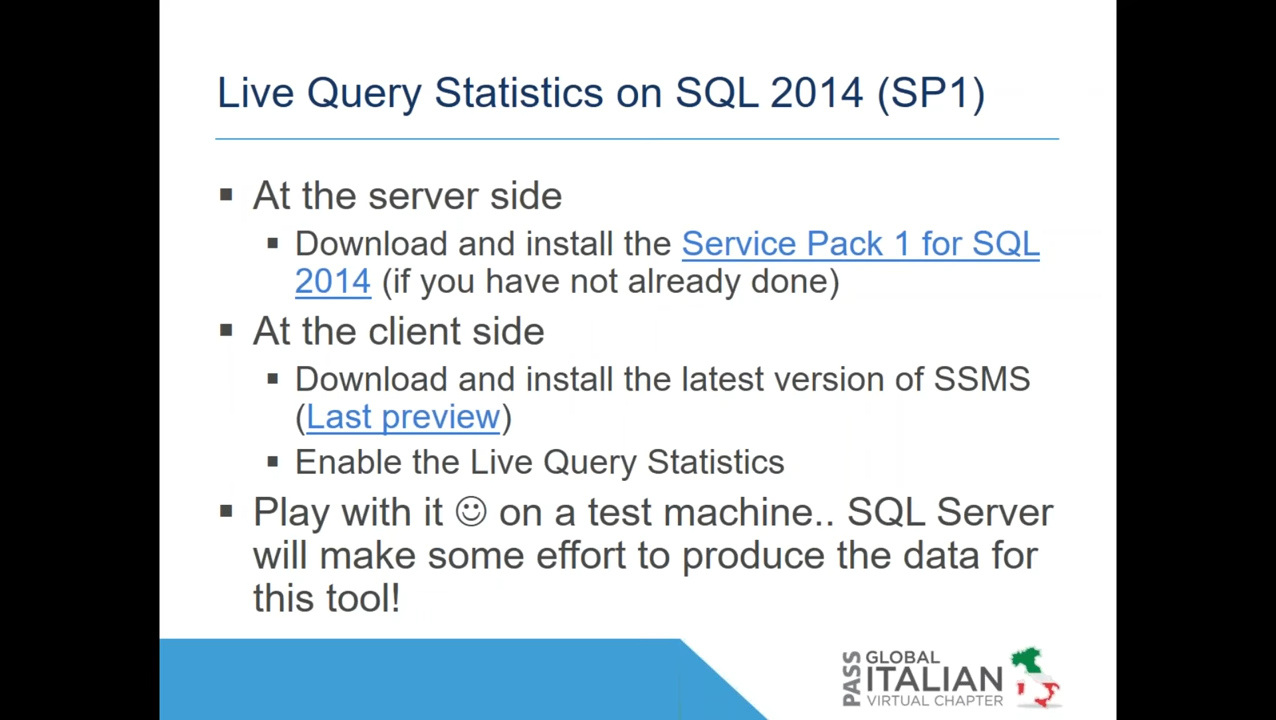 Live Query Statistics on SQL 2014 (SP1)
▪ At the server side
▪ Download and install the Service Pack 1 for SQL
2014 (if you have not already done)
▪ At the client side
▪ Download and install the latest version of SSMS
(Last preview)
▪ Enable the Live Query Statistics
▪ Play with it ☺ on a test machine.. SQL Server
will make some effort to produce the data for
this tool!
PASS
GLOBAL
ITALIAN
VIRTUAL CHAPTER